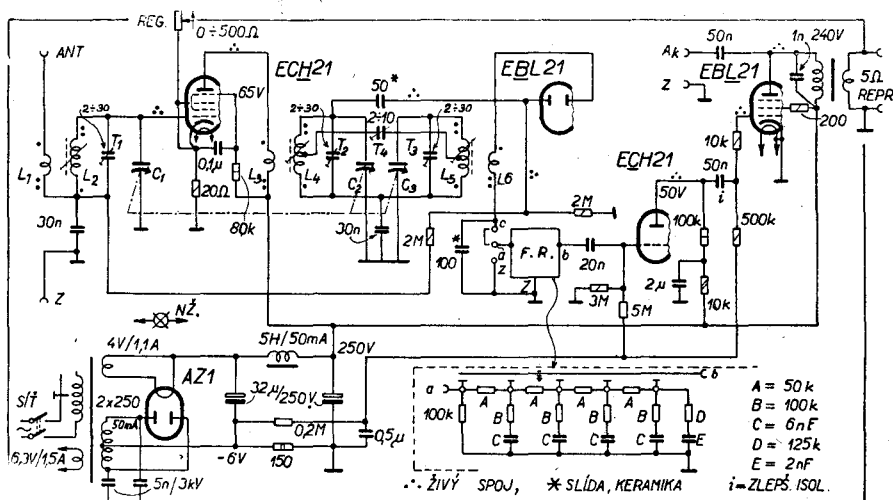 REG.
0÷500Ω
ANT
ECH21
65V
50*
2÷30
2÷30
2÷10
2÷30
T1
T2
T4
T3
L1
L2
C1
0,1µ
20Ω
80k
L3
L4
C2
C3
L5
L6
30n
30n
Z
2M
2M
EBL21
*
100
c
a
z
F. R.
b
Z
20n
3M
5M
ECH21
50V
100k
2µ
10k
50n
i
10k
500k
Ak
50n
Z
EBL21
1n
240V
5Ω
REPR
200
NŽ.
4V/1,1A
AZ1
5H/50mA
250V
SÍŤ
2×250
50mA
6,3V/1,5A
5n/3kV
32µ/250V
-6V
0,2M
150
0,5µ
a
b
100k
A
A
A
A
B
B
B
B
D
C
C
C
C
E
A = 50k
B = 100k
C = 6nF
D = 125k
E = 2nF
∴ ŽIVÝ SPOJ, * SLÍDA, KERAMIKA i=ZLEPŠ. ISOL.